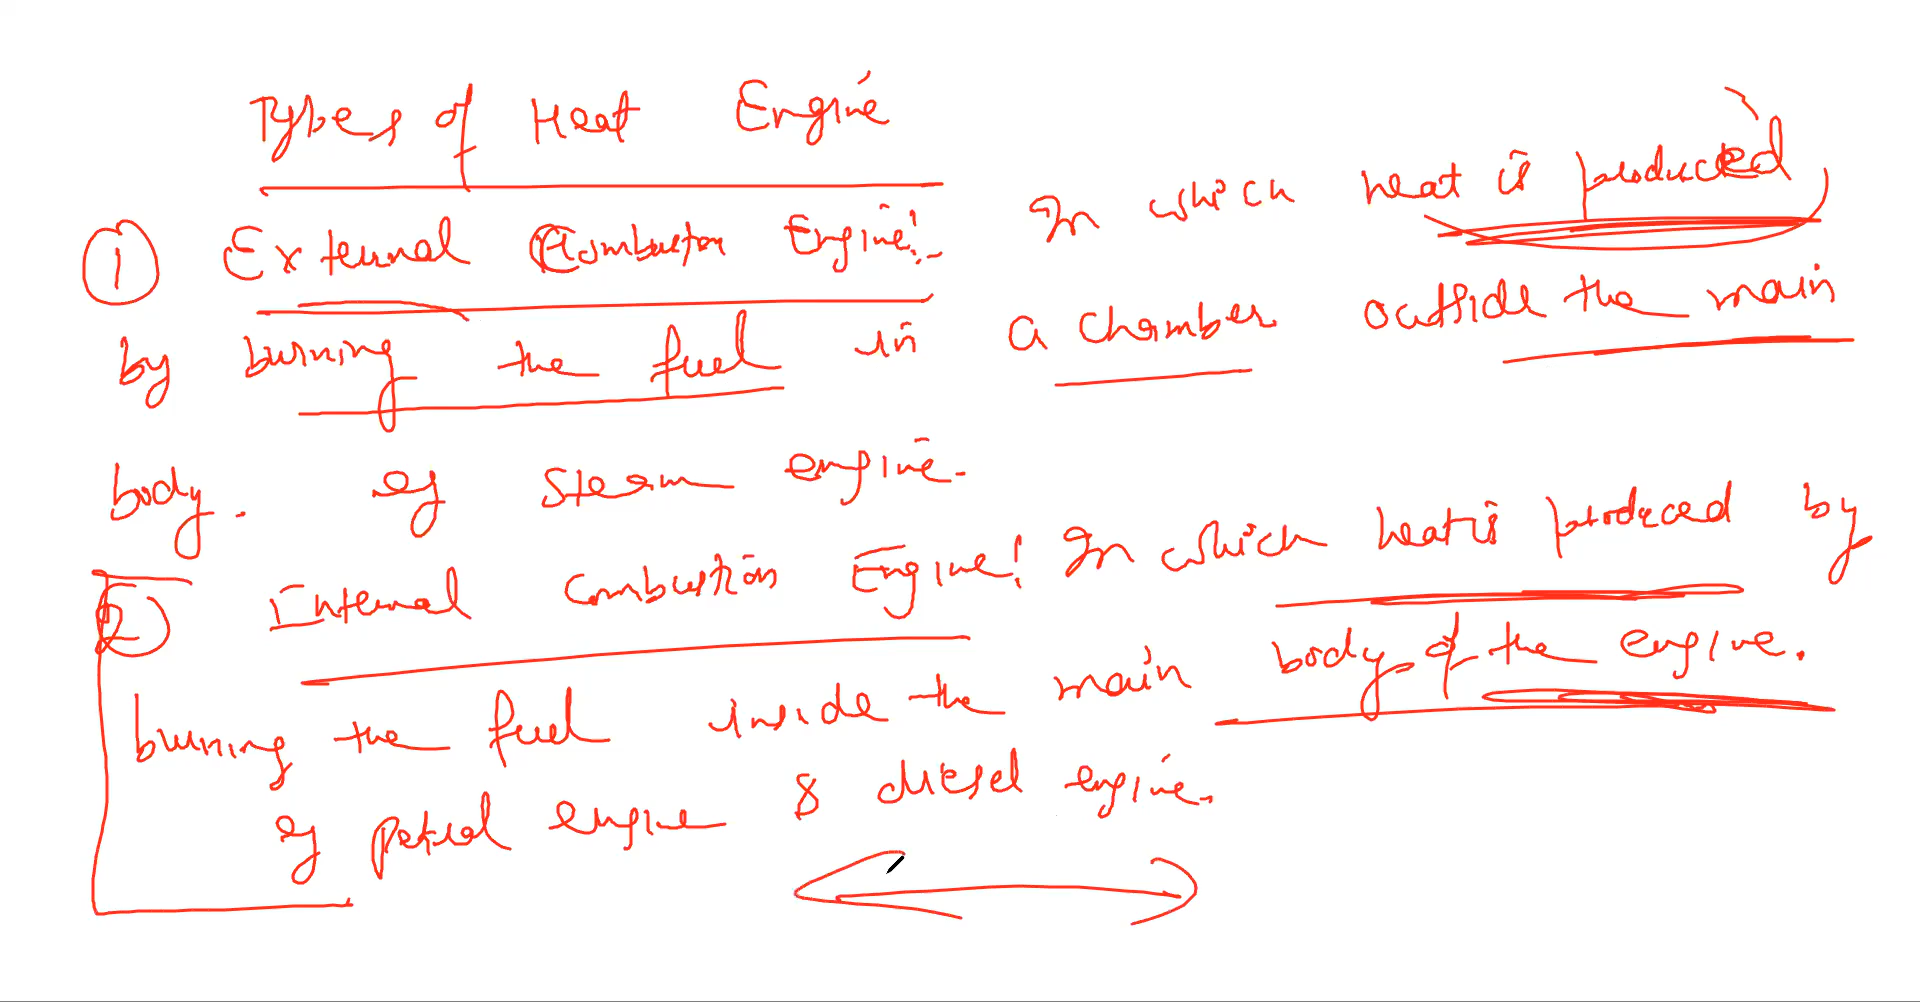 Types of Heat Engine
① External Combustion Engine:- In which heat is produced
by burning the fuel in a chamber outside the main
body. eg steam engine.
② Internal Combustion Engine: In which heat is produced by
burning the fuel inside the main body of the engine.
eg petrol engine & diesel engine.